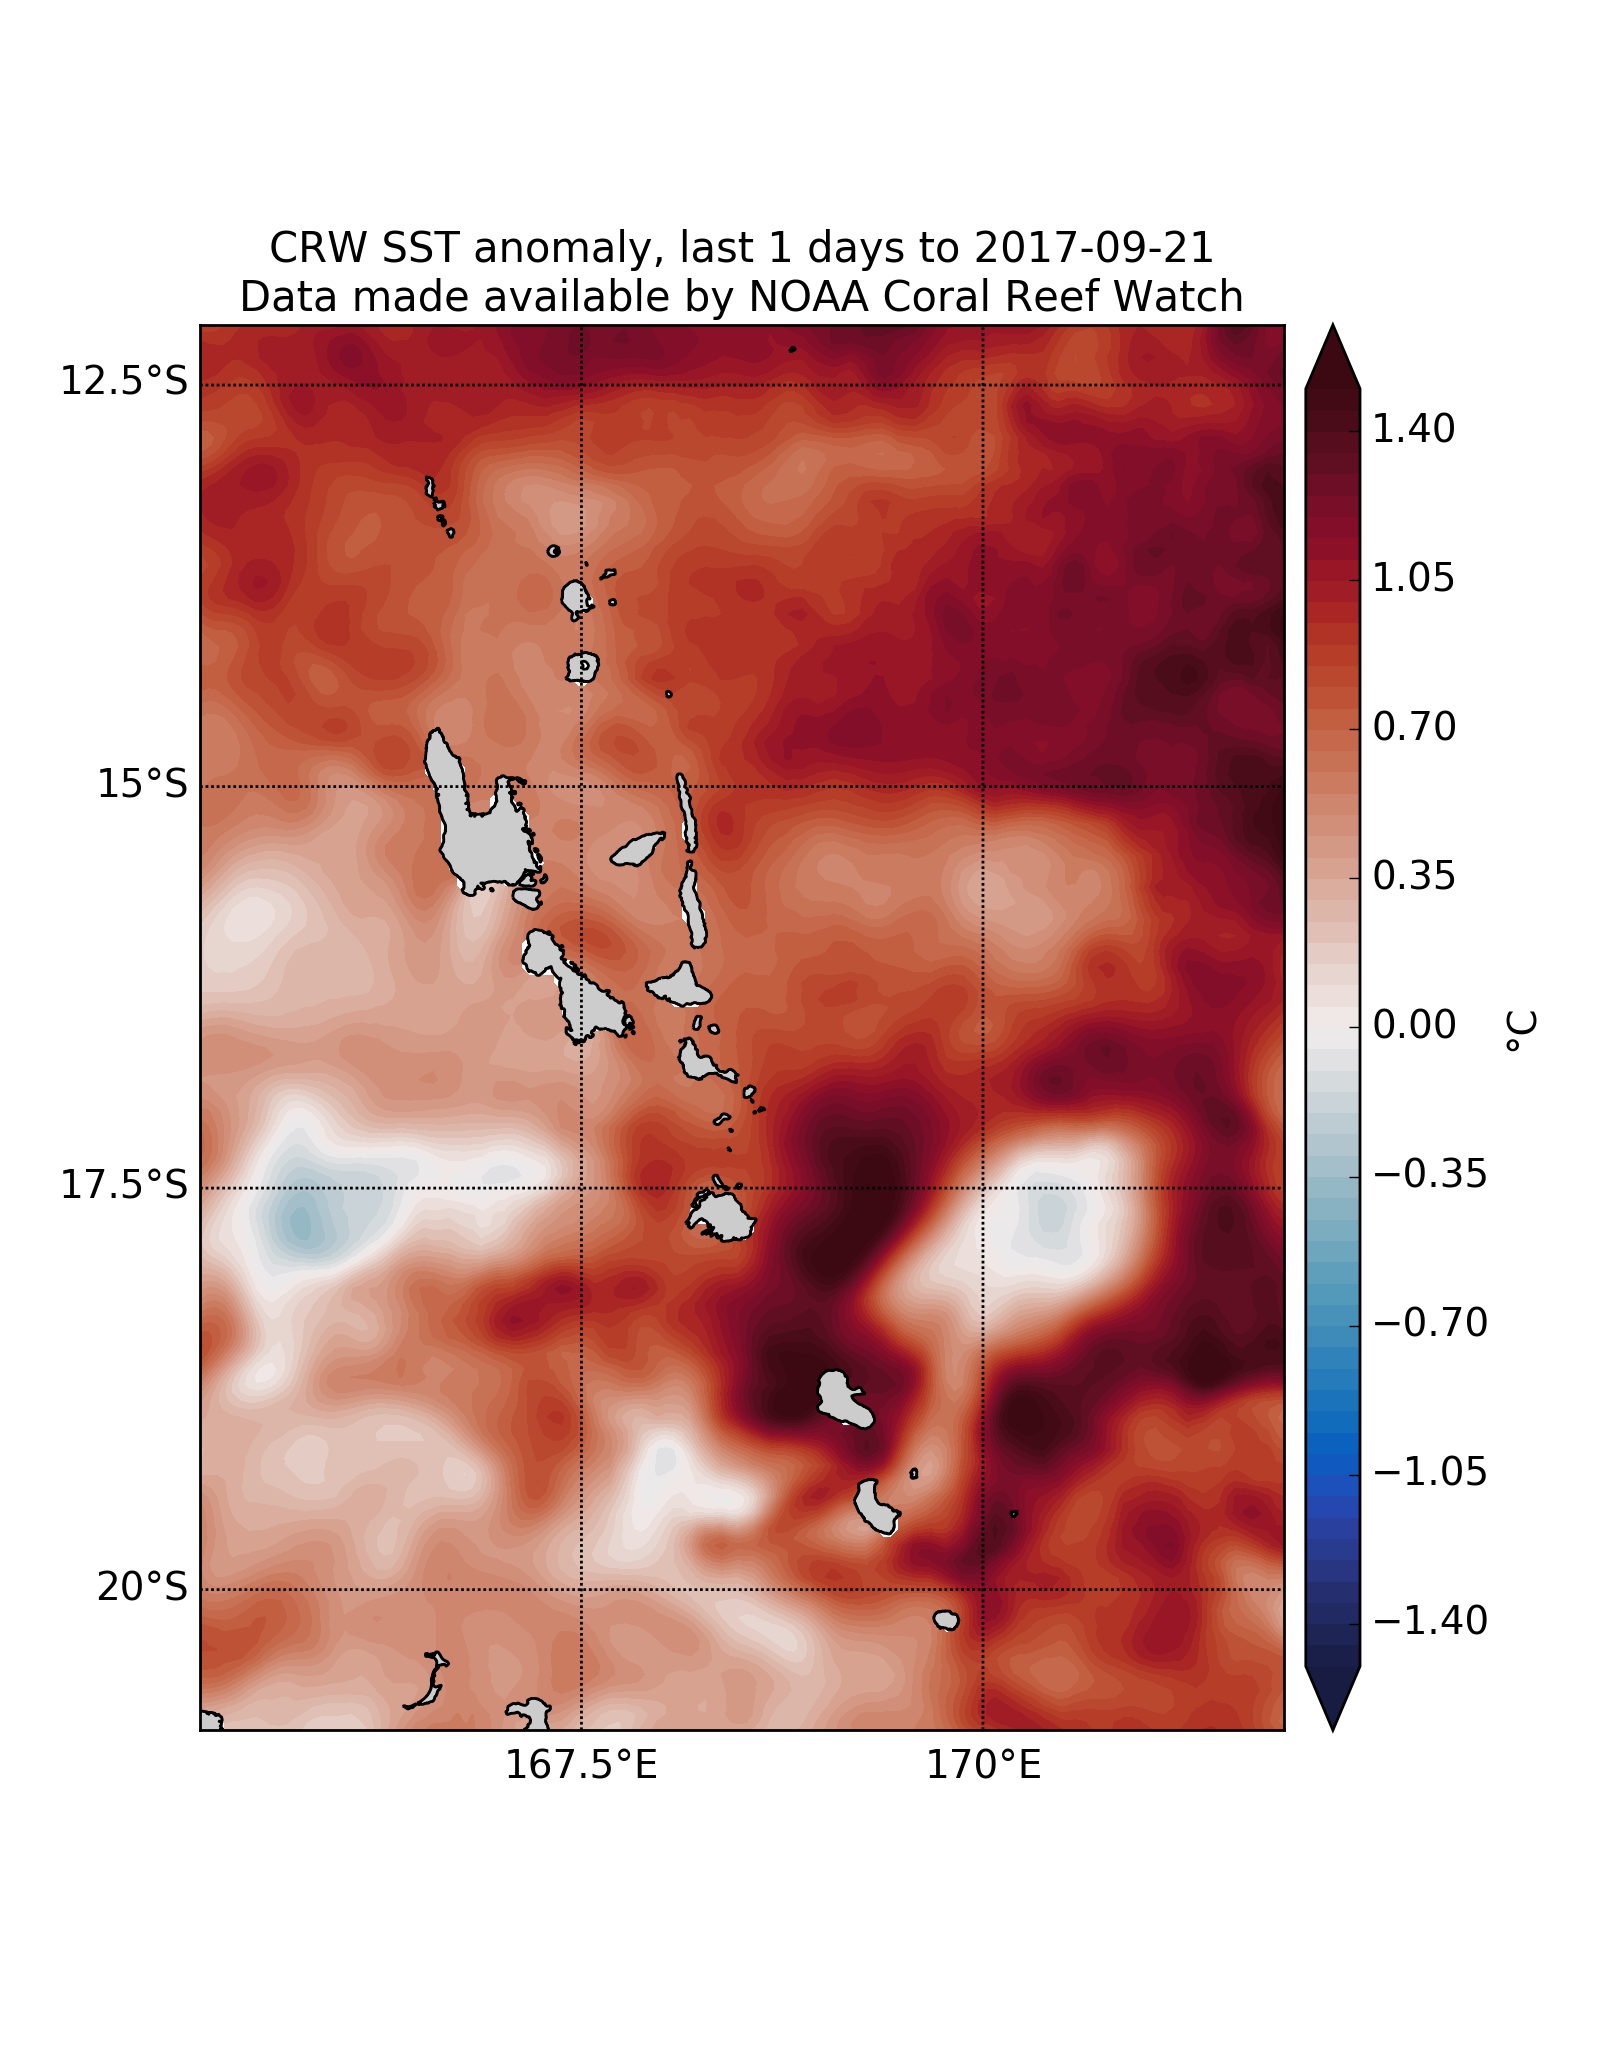 CRW SST anomaly, last 1 days to 2017-09-21
Data made available by NOAA Coral Reef Watch
12.5°S
15°S
17.5°S
20°S
167.5°E
170°E
1.40
1.05
0.70
0.35
0.00
−0.35
−0.70
−1.05
−1.40
°C